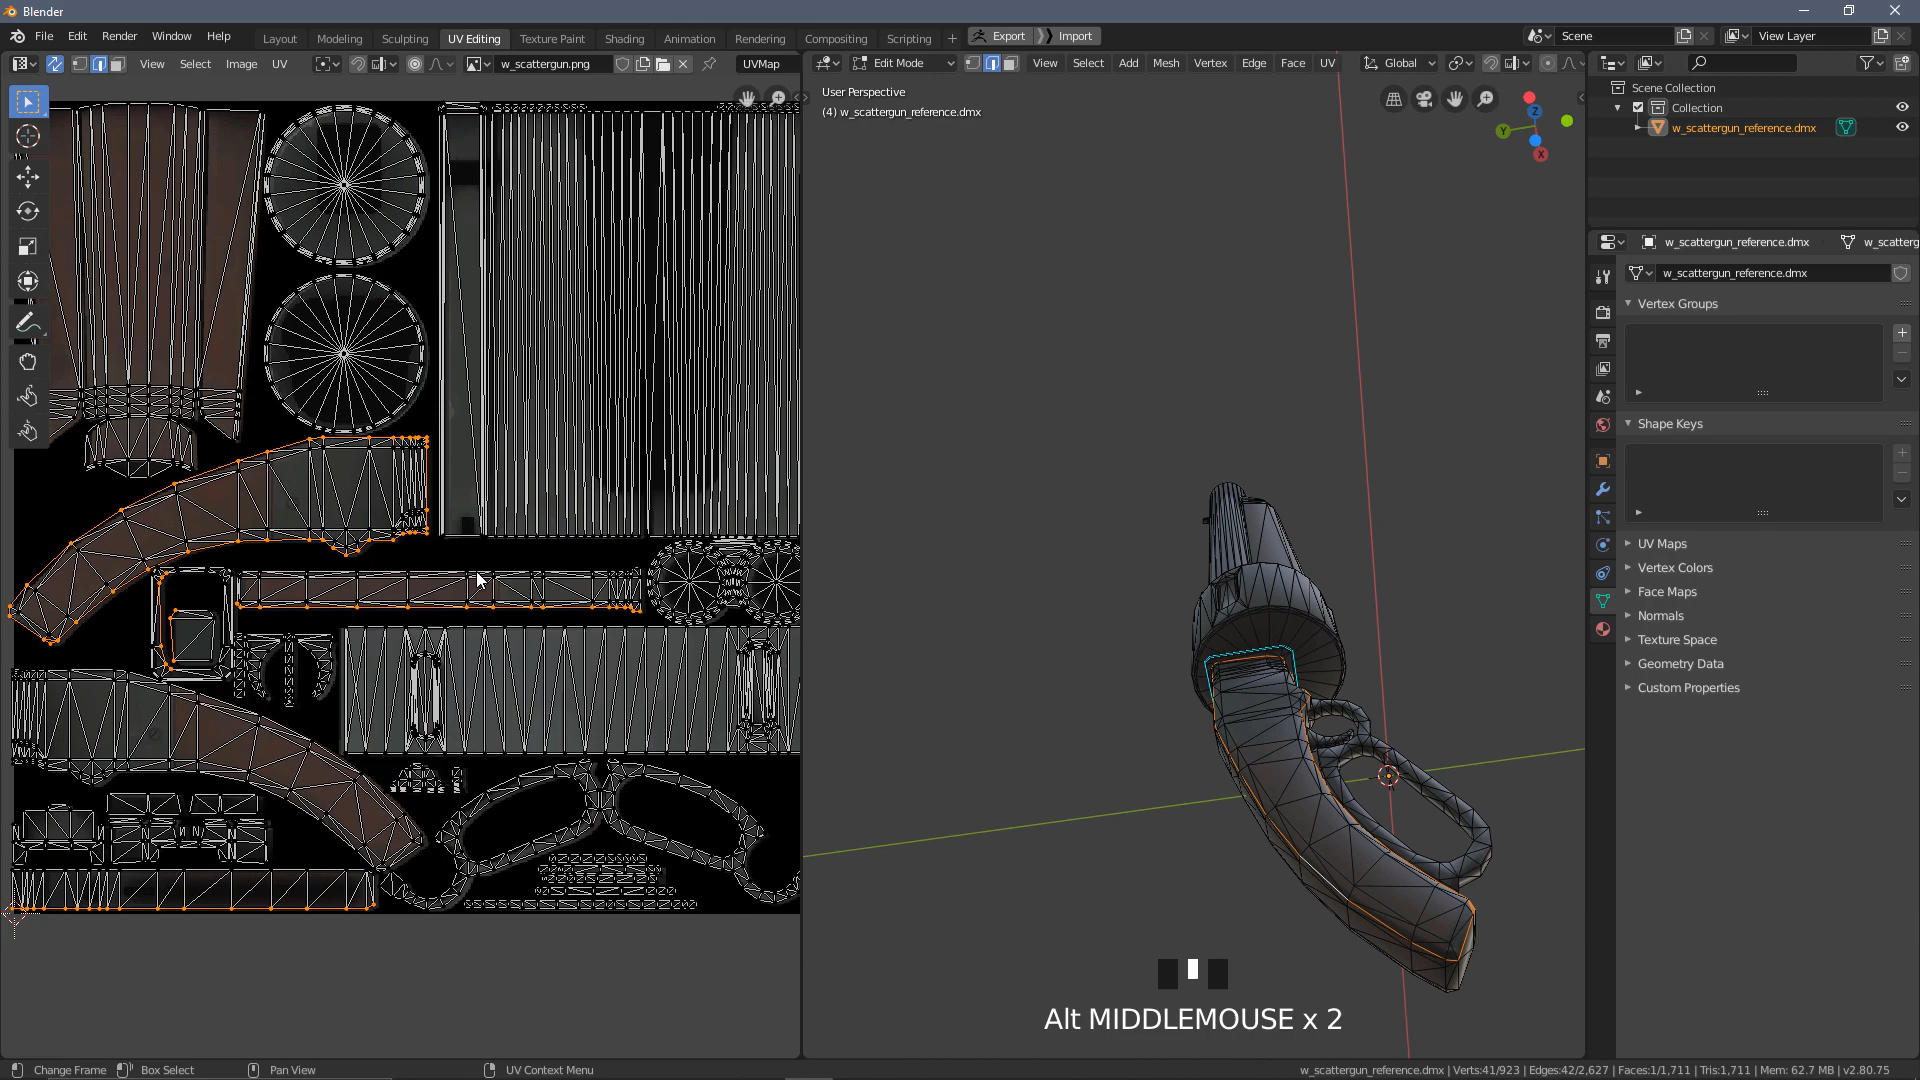 Blender
File Edit Render Window Help
Layout Modeling Sculpting UV Editing Texture Paint Shading Animation Rendering Compositing Scripting + Export Import
Scene
View Layer
View Select Image UV
w_scattergun.png
UVMap
Edit Mode
View Select Add Mesh Vertex Edge Face UV
Global
User Perspective
(4) w_scattergun_reference.dmx
Z
Y
X
Scene Collection
Collection
w_scattergun_reference.dmx
w_scattergun_reference.dmx
w_scatterg
w_scattergun_reference.dmx
Vertex Groups
Shape Keys
UV Maps
Vertex Colors
Face Maps
Normals
Texture Space
Geometry Data
Custom Properties
Alt MIDDLEMOUSE x 2
Change Frame
Box Select
Pan View
UV Context Menu
w_scattergun_reference.dmx | Verts:41/923 | Edges:42/2,627 | Faces:1/1,711 | Tris:1,711 | Mem: 62.7 MB | v2.80.75